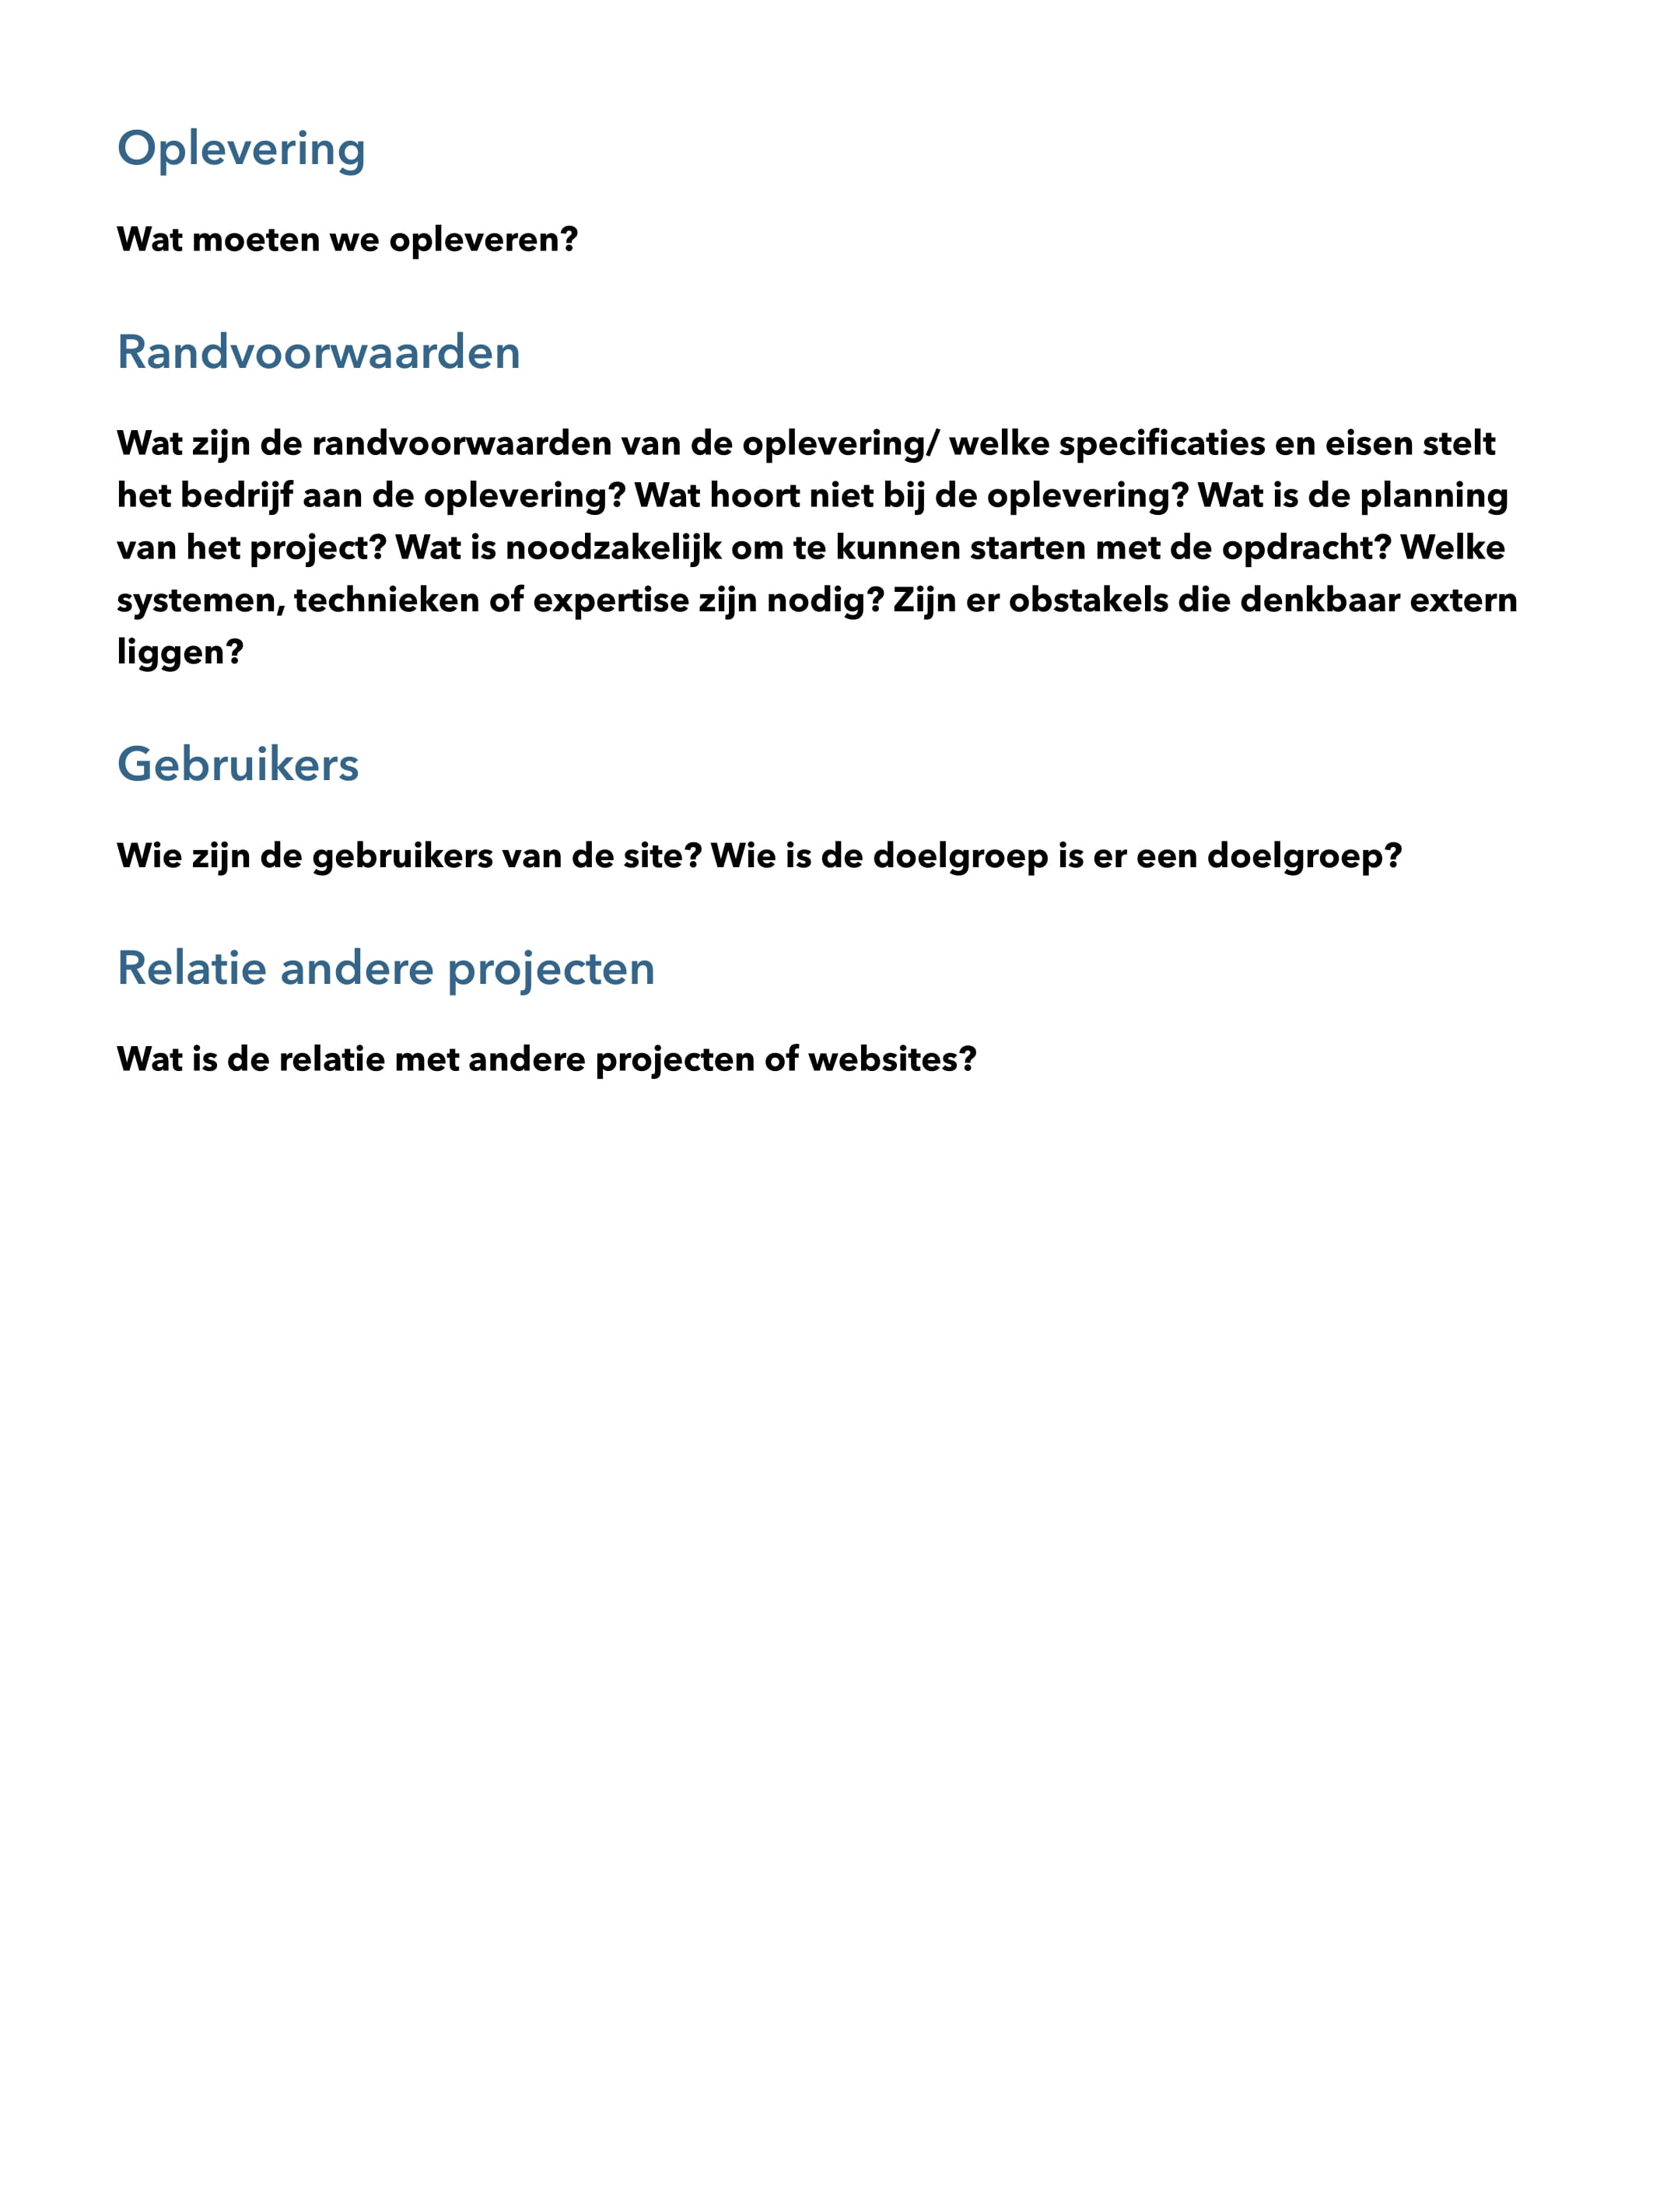 Oplevering
Wat moeten we opleveren?
Randvoorwaarden
Wat zijn de randvoorwaarden van de oplevering/ welke specificaties en eisen stelt
het bedrijf aan de oplevering? Wat hoort niet bij de oplevering? Wat is de planning
van het project? Wat is noodzakelijk om te kunnen starten met de opdracht? Welke
systemen, technieken of expertise zijn nodig? Zijn er obstakels die denkbaar extern
liggen?
Gebruikers
Wie zijn de gebruikers van de site? Wie is de doelgroep is er een doelgroep?
Relatie andere projecten
Wat is de relatie met andere projecten of websites?